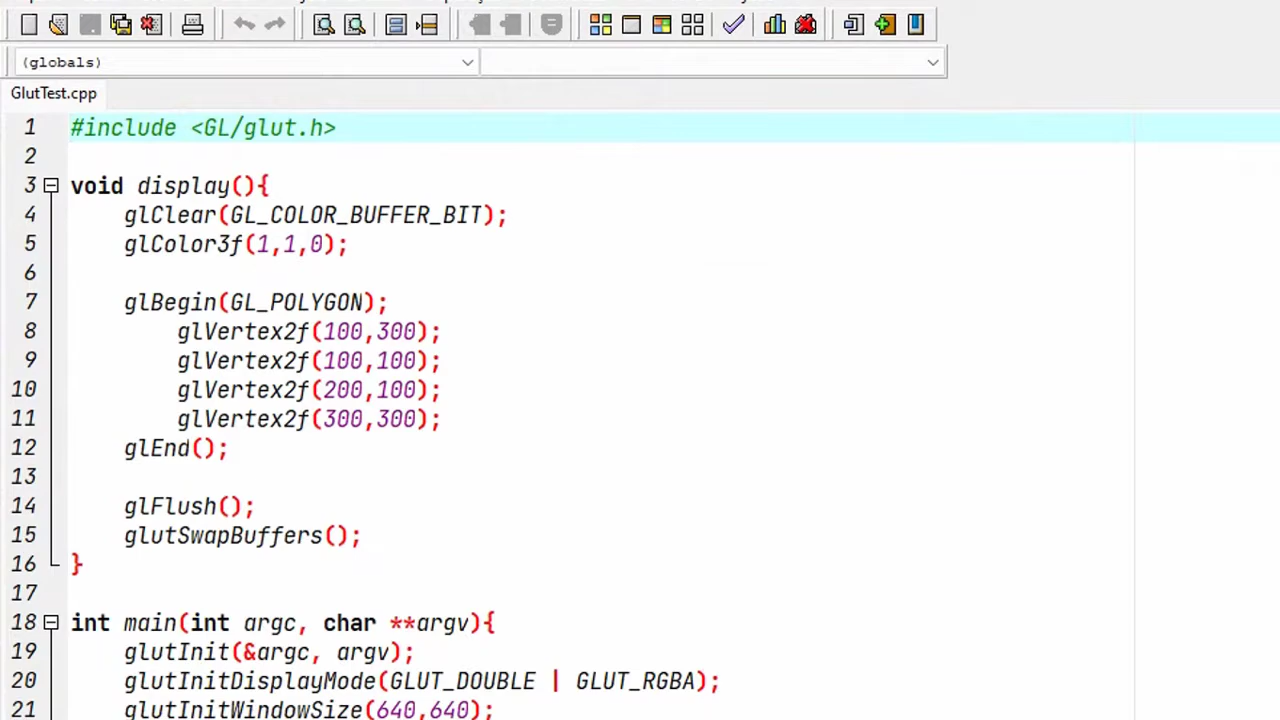 (globals)
GlutTest.cpp
1 #include <GL/glut.h>
2
3 void display(){
4 glClear(GL_COLOR_BUFFER_BIT);
5 glColor3f(1,1,0);
6
7 glBegin(GL_POLYGON);
8 glVertex2f(100,300);
9 glVertex2f(100,100);
10 glVertex2f(200,100);
11 glVertex2f(300,300);
12 glEnd();
13
14 glFlush();
15 glutSwapBuffers();
16 }
17
18 int main(int argc, char **argv){
19 glutInit(&argc, argv);
20 glutInitDisplayMode(GLUT_DOUBLE | GLUT_RGBA);
21 glutInitWindowSize(640,640);